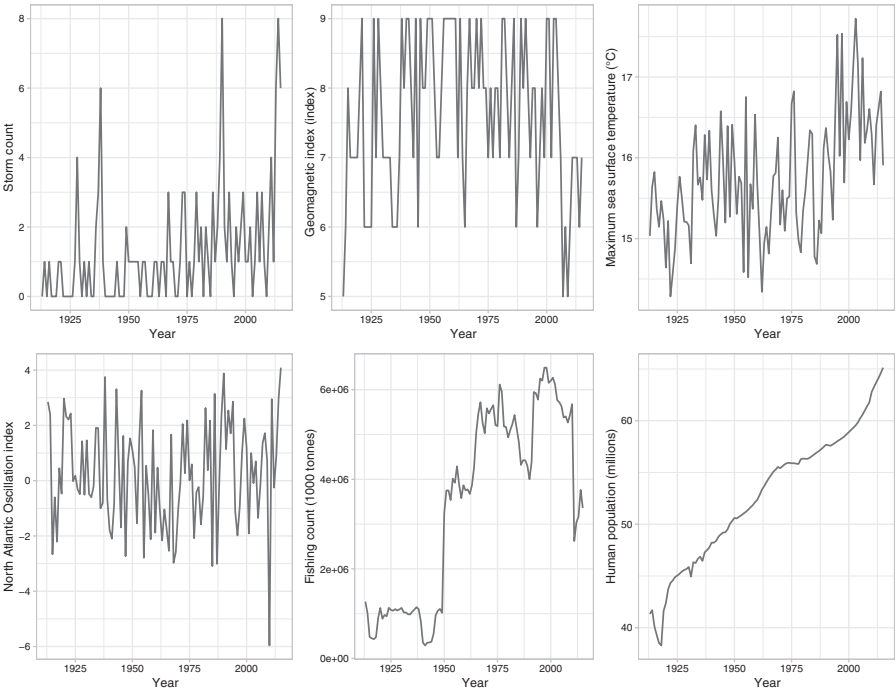 Storm count
8
6
4
2
0
1925 1950 1975 2000
Year
Geomagnetic index (index)
9
8
7
6
5
1925 1950 1975 2000
Year
Maximum sea surface temperature (°C)
17
16
15
1925 1950 1975 2000
Year
North Atlantic Oscillation index
4
2
0
−2
−4
−6
1925 1950 1975 2000
Year
Fishing count (1000 tonnes)
6e+06
4e+06
2e+06
0e+00
1925 1950 1975 2000
Year
Human population (millions)
60
50
40
1925 1950 1975 2000
Year